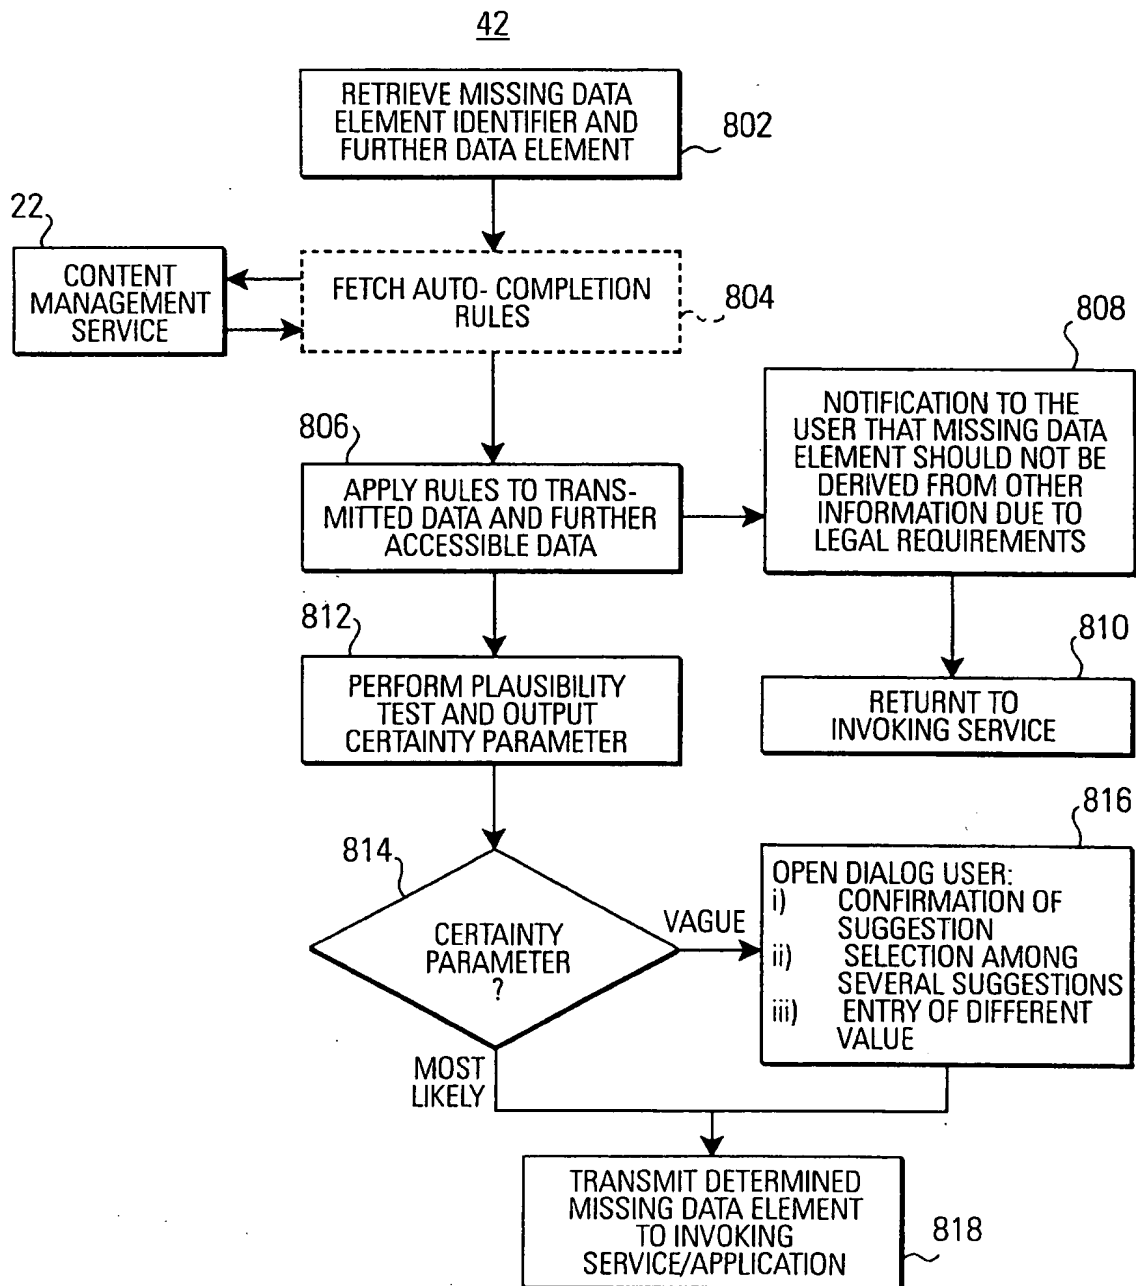 42
RETRIEVE MISSING DATA
ELEMENT IDENTIFIER AND
FURTHER DATA ELEMENT
802
22
CONTENT
MANAGEMENT
SERVICE
FETCH AUTO- COMPLETION
RULES
804
808
NOTIFICATION TO THE
USER THAT MISSING DATA
ELEMENT SHOULD NOT BE
DERIVED FROM OTHER
INFORMATION DUE TO
LEGAL REQUIREMENTS
806
APPLY RULES TO TRANS-
MITTED DATA AND FURTHER
ACCESSIBLE DATA
810
RETURNT TO
INVOKING SERVICE
812
PERFORM PLAUSIBILITY
TEST AND OUTPUT
CERTAINTY PARAMETER
814
CERTAINTY
PARAMETER
?
VAGUE
816
OPEN DIALOG USER:
i) CONFIRMATION OF
SUGGESTION
ii) SELECTION AMONG
SEVERAL SUGGESTIONS
iii) ENTRY OF DIFFERENT
VALUE
MOST
LIKELY
TRANSMIT DETERMINED
MISSING DATA ELEMENT
TO INVOKING
SERVICE/APPLICATION
818